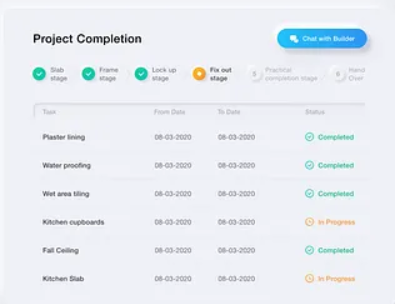 Project Completion
Chat with Builder
Slab stage
Frame stage
Lock up stage
Fix out stage
5 Practical completion stage
6 Hand Over
Task From Date To Date Status
Plaster lining 08-03-2020 08-03-2020 Completed
Water proofing 08-03-2020 08-03-2020 Completed
Wet area tiling 08-03-2020 08-03-2020 Completed
Kitchen cupboards 08-03-2020 08-03-2020 In Progress
Fall Ceiling 08-03-2020 08-03-2020 Completed
Kitchen Slab 08-03-2020 08-03-2020 In Progress